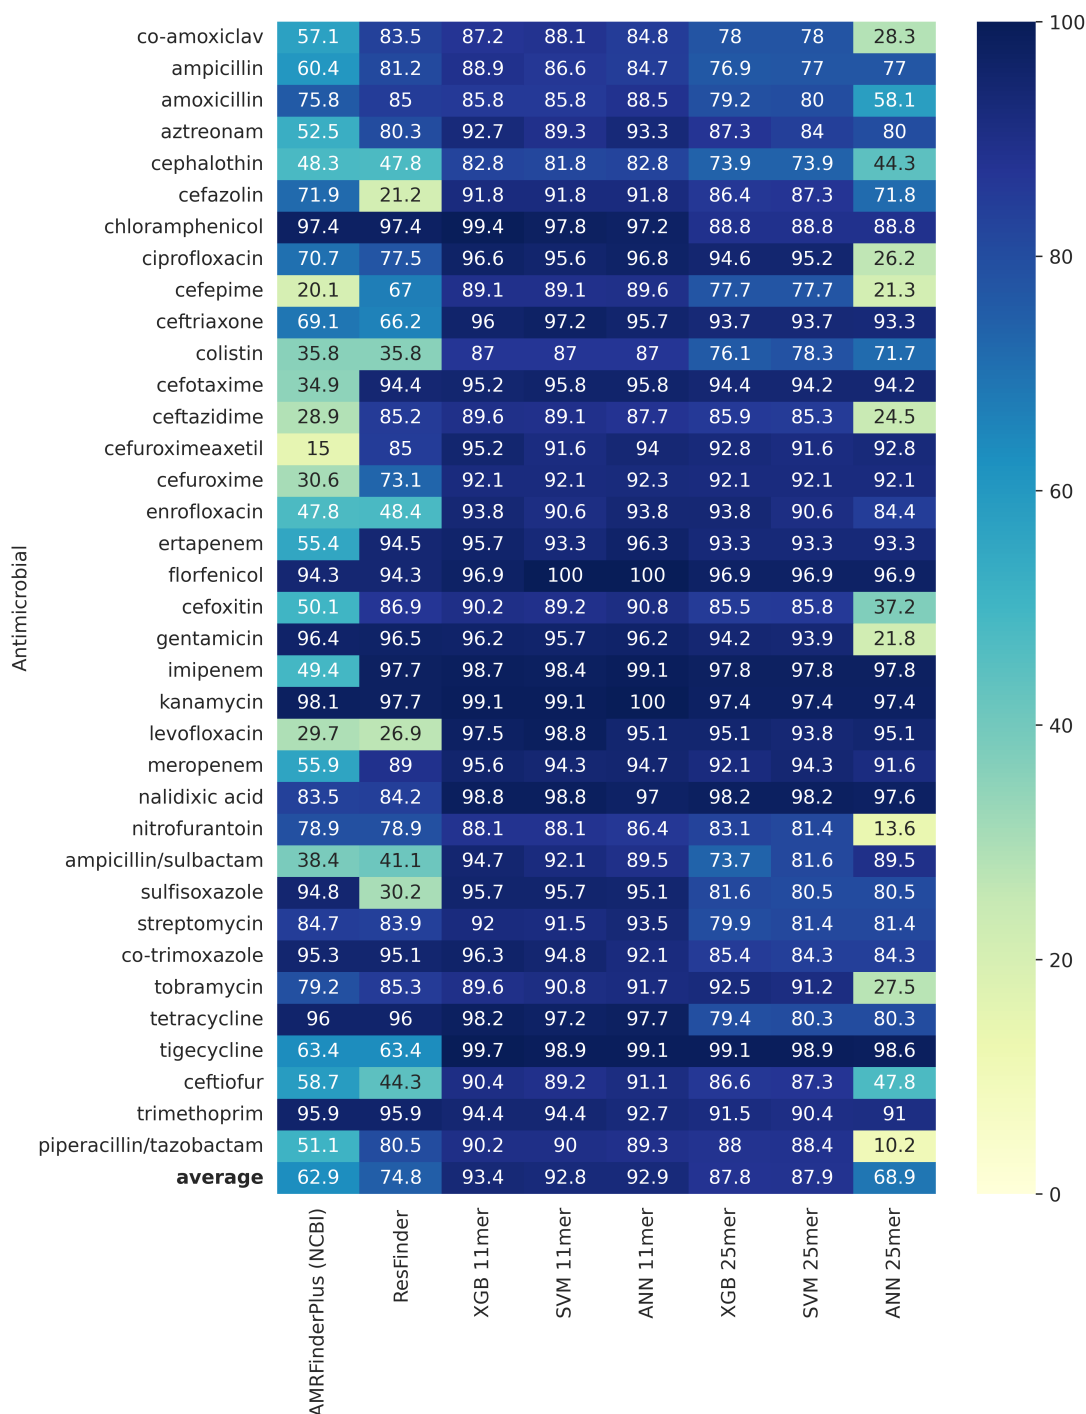 co-amoxiclav 57.1 83.5 87.2 88.1 84.8 78 78 28.3
ampicillin 60.4 81.2 88.9 86.6 84.7 76.9 77 77
amoxicillin 75.8 85 85.8 85.8 88.5 79.2 80 58.1
aztreonam 52.5 80.3 92.7 89.3 93.3 87.3 84 80
cephalothin 48.3 47.8 82.8 81.8 82.8 73.9 73.9 44.3
cefazolin 71.9 21.2 91.8 91.8 91.8 86.4 87.3 71.8
chloramphenicol 97.4 97.4 99.4 97.8 97.2 88.8 88.8 88.8
ciprofloxacin 70.7 77.5 96.6 95.6 96.8 94.6 95.2 26.2
cefepime 20.1 67 89.1 89.1 89.6 77.7 77.7 21.3
ceftriaxone 69.1 66.2 96 97.2 95.7 93.7 93.7 93.3
colistin 35.8 35.8 87 87 87 76.1 78.3 71.7
cefotaxime 34.9 94.4 95.2 95.8 95.8 94.4 94.2 94.2
ceftazidime 28.9 85.2 89.6 89.1 87.7 85.9 85.3 24.5
cefuroximeaxetil 15 85 95.2 91.6 94 92.8 91.6 92.8
cefuroxime 30.6 73.1 92.1 92.1 92.3 92.1 92.1 92.1
enrofloxacin 47.8 48.4 93.8 90.6 93.8 93.8 90.6 84.4
ertapenem 55.4 94.5 95.7 93.3 96.3 93.3 93.3 93.3
florfenicol 94.3 94.3 96.9 100 100 96.9 96.9 96.9
cefoxitin 50.1 86.9 90.2 89.2 90.8 85.5 85.8 37.2
gentamicin 96.4 96.5 96.2 95.7 96.2 94.2 93.9 21.8
imipenem 49.4 97.7 98.7 98.4 99.1 97.8 97.8 97.8
kanamycin 98.1 97.7 99.1 99.1 100 97.4 97.4 97.4
levofloxacin 29.7 26.9 97.5 98.8 95.1 95.1 93.8 95.1
meropenem 55.9 89 95.6 94.3 94.7 92.1 94.3 91.6
nalidixic acid 83.5 84.2 98.8 98.8 97 98.2 98.2 97.6
nitrofurantoin 78.9 78.9 88.1 88.1 86.4 83.1 81.4 13.6
ampicillin/sulbactam 38.4 41.1 94.7 92.1 89.5 73.7 81.6 89.5
sulfisoxazole 94.8 30.2 95.7 95.7 95.1 81.6 80.5 80.5
streptomycin 84.7 83.9 92 91.5 93.5 79.9 81.4 81.4
co-trimoxazole 95.3 95.1 96.3 94.8 92.1 85.4 84.3 84.3
tobramycin 79.2 85.3 89.6 90.8 91.7 92.5 91.2 27.5
tetracycline 96 96 98.2 97.2 97.7 79.4 80.3 80.3
tigecycline 63.4 63.4 99.7 98.9 99.1 99.1 98.9 98.6
ceftiofur 58.7 44.3 90.4 89.2 91.1 86.6 87.3 47.8
trimethoprim 95.9 95.9 94.4 94.4 92.7 91.5 90.4 91
piperacillin/tazobactam 51.1 80.5 90.2 90 89.3 88 88.4 10.2
average 62.9 74.8 93.4 92.8 92.9 87.8 87.9 68.9
Antimicrobial
AMRFinderPlus (NCBI)
ResFinder
XGB 11mer
SVM 11mer
ANN 11mer
XGB 25mer
SVM 25mer
ANN 25mer
100
80
60
40
20
0